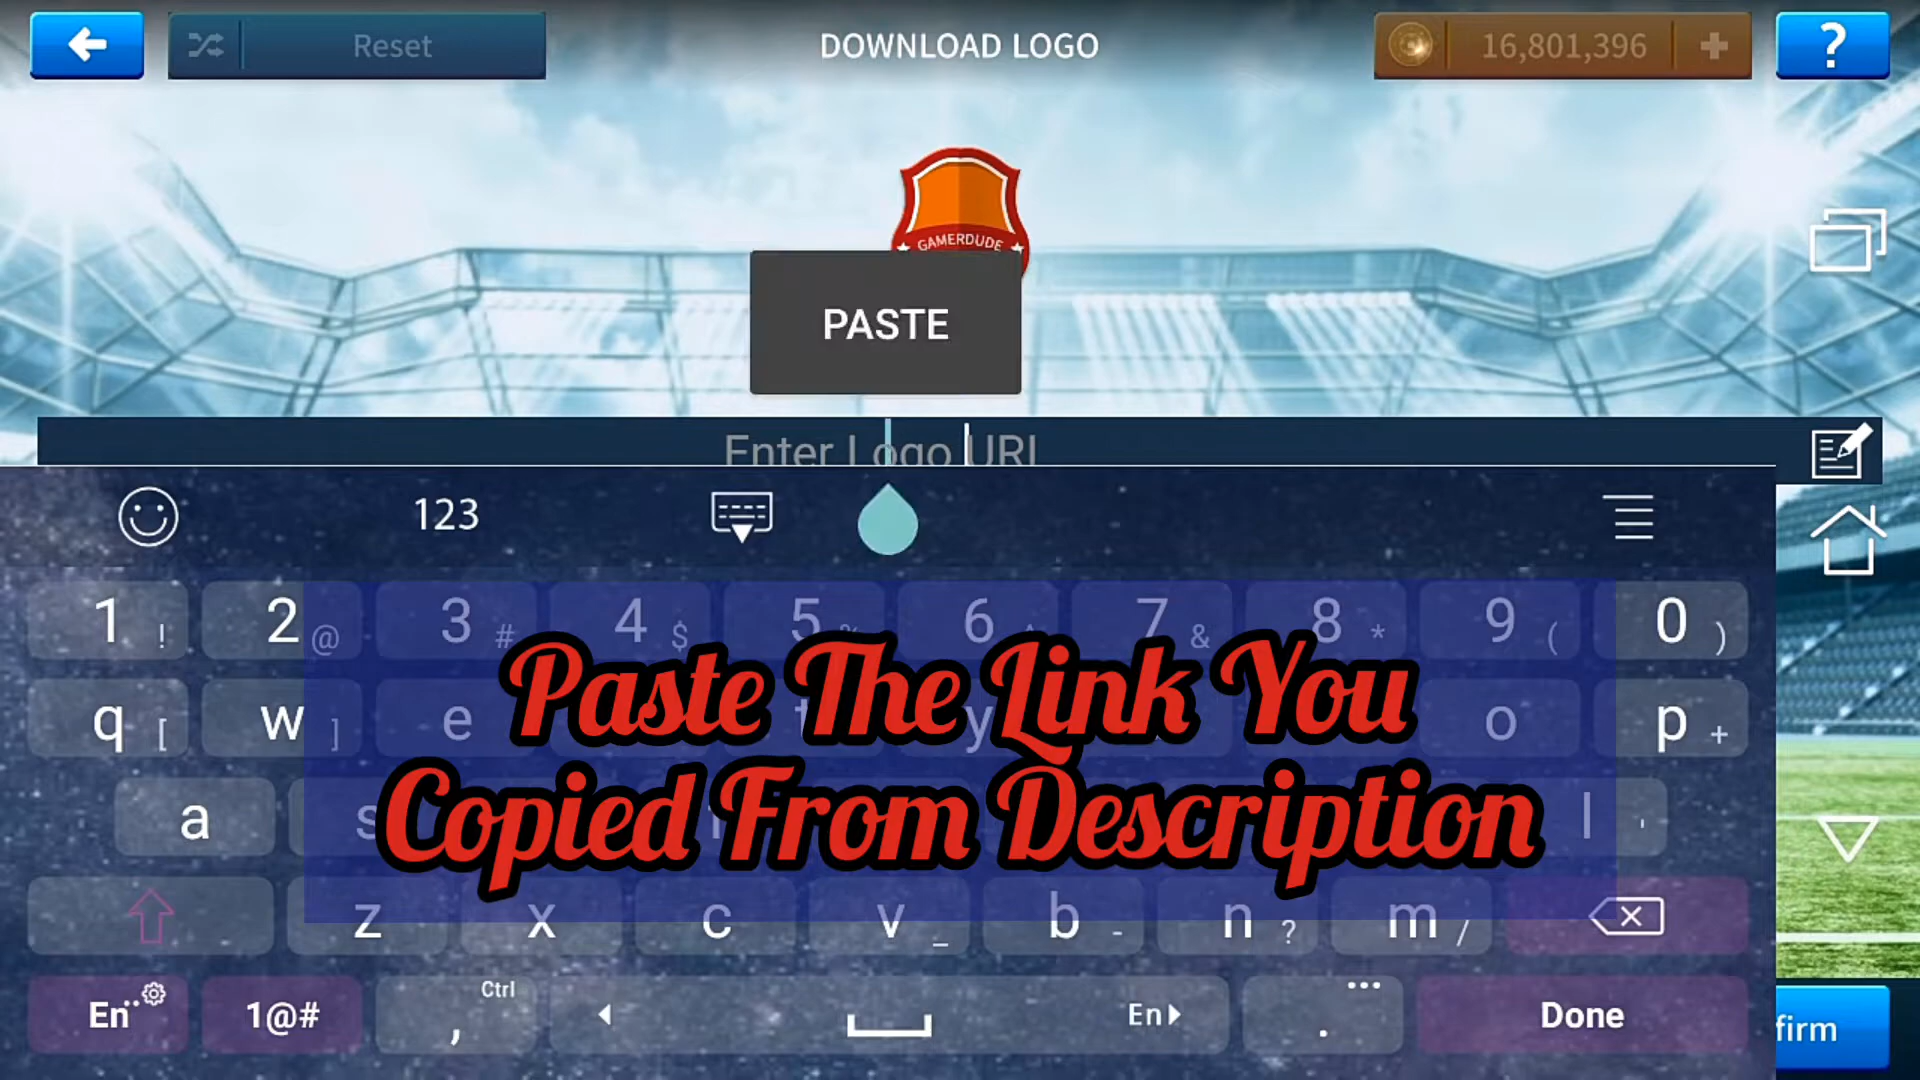 Reset
DOWNLOAD LOGO
16,801,396 +
?
GAMERDUDE
PASTE
Enter Logo URL
123
1 ! 2 @ 3 # 4 $ 5 % 6 ^ 7 & 8 * 9 ( 0 )
q [ w ] e t y o p +
Paste The Link You
a s l '
Copied From Description
z x c v _ b - n ? m /
En 1@# , Ctrl En . ... Done
firm